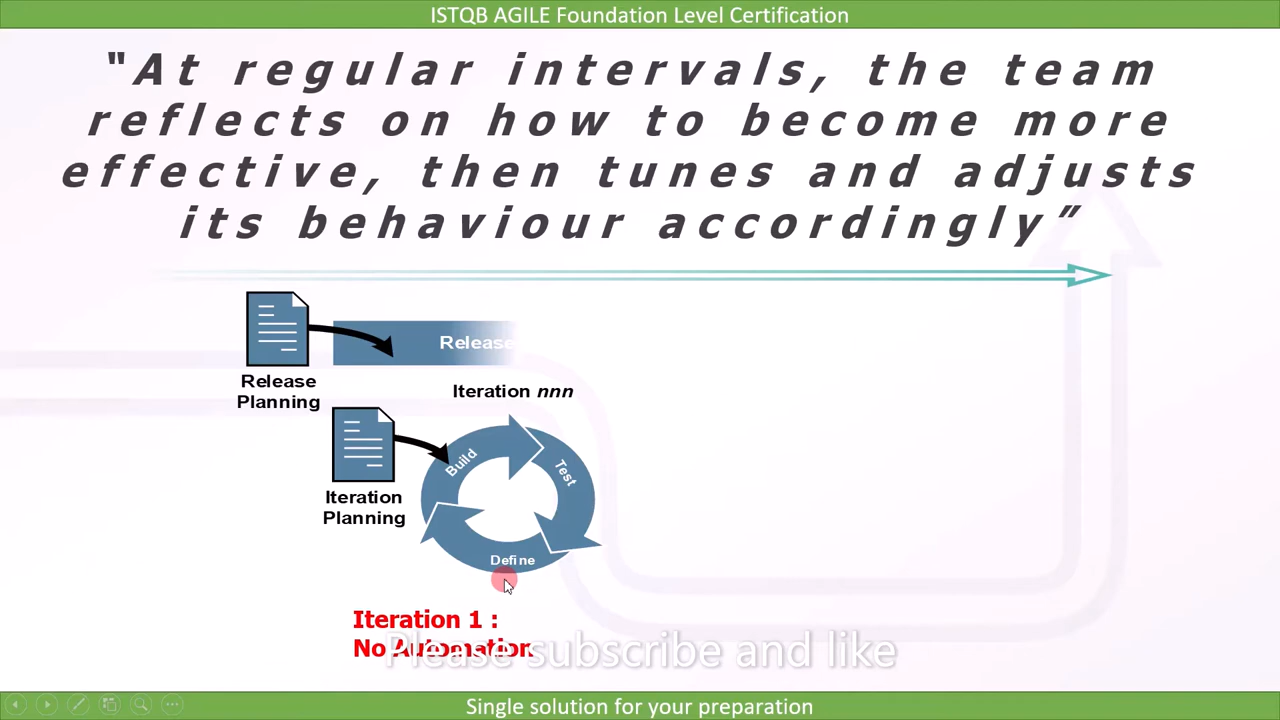 ISTQB AGILE Foundation Level Certification
"At regular intervals, the team
reflects on how to become more
effective, then tunes and adjusts
its behaviour accordingly”
Release
Release
Planning
Iteration nnn
Build
Test
Define
Iteration
Planning
Iteration 1 :
No Automation
Please subscribe and like
Single solution for your preparation